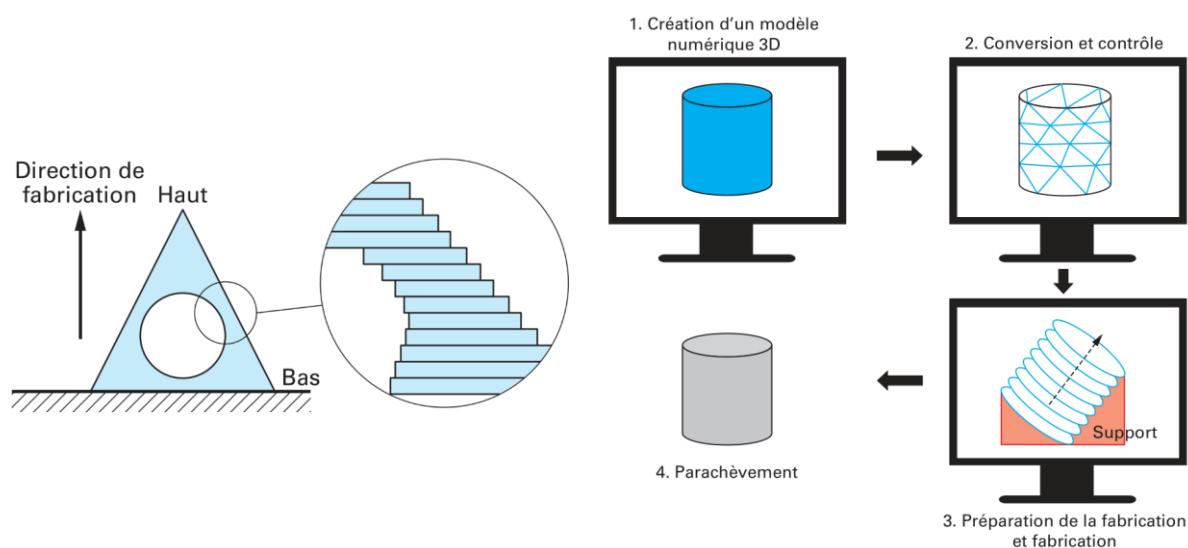 Direction de
fabrication
Haut
Bas
1. Création d’un modèle
numérique 3D
2. Conversion et contrôle
Support
3. Préparation de la fabrication
et fabrication
4. Parachèvement